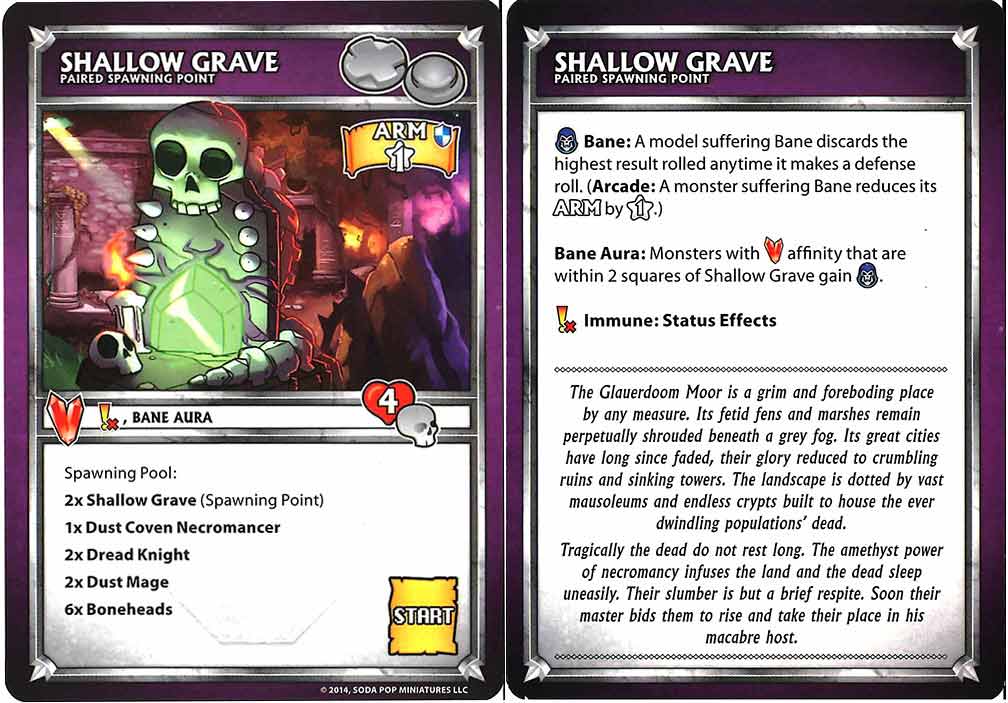 SHALLOW GRAVE
PAIRED SPAWNING POINT
ARM
1
4
, BANE AURA
Spawning Pool:
2x Shallow Grave (Spawning Point)
1x Dust Coven Necromancer
2x Dread Knight
2x Dust Mage
6x Boneheads
START
© 2014, SODA POP MINIATURES LLC
SHALLOW GRAVE
PAIRED SPAWNING POINT
Bane: A model suffering Bane discards the
highest result rolled anytime it makes a defense
roll. (Arcade: A monster suffering Bane reduces its
ARM by 1.)
Bane Aura: Monsters with affinity that are
within 2 squares of Shallow Grave gain .
Immune: Status Effects
The Glauerdoom Moor is a grim and foreboding place
by any measure. Its fetid fens and marshes remain
perpetually shrouded beneath a grey fog. Its great cities
have long since faded, their glory reduced to crumbling
ruins and sinking towers. The landscape is dotted by vast
mausoleums and endless crypts built to house the ever
dwindling populations' dead.
Tragically the dead do not rest long. The amethyst power
of necromancy infuses the land and the dead sleep
uneasily. Their slumber is but a brief respite. Soon their
master bids them to rise and take their place in his
macabre host.